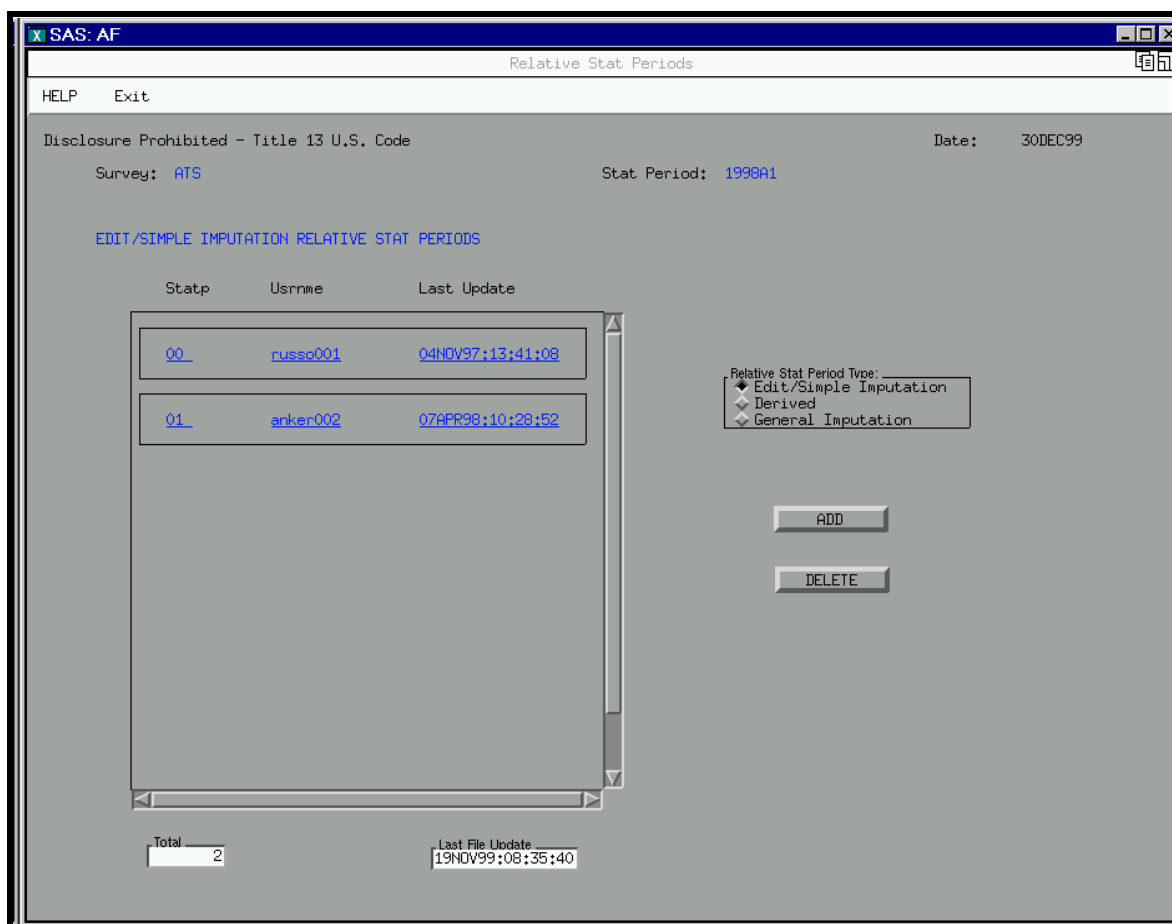 X SAS: AF
Relative Stat Periods
HELP Exit
Disclosure Prohibited - Title 13 U.S. Code Date: 30DEC99
Survey: ATS Stat Period: 1998A1
EDIT/SIMPLE IMPUTATION RELATIVE STAT PERIODS
Statp Usrnme Last Update
00 russo001 04NOV97:13:41:08
01 anker002 07APR98:10:28:52
Relative Stat Period Type:
Edit/Simple Imputation
Derived
General Imputation
ADD
DELETE
Total
2
Last File Update
19NOV99:08:35:40